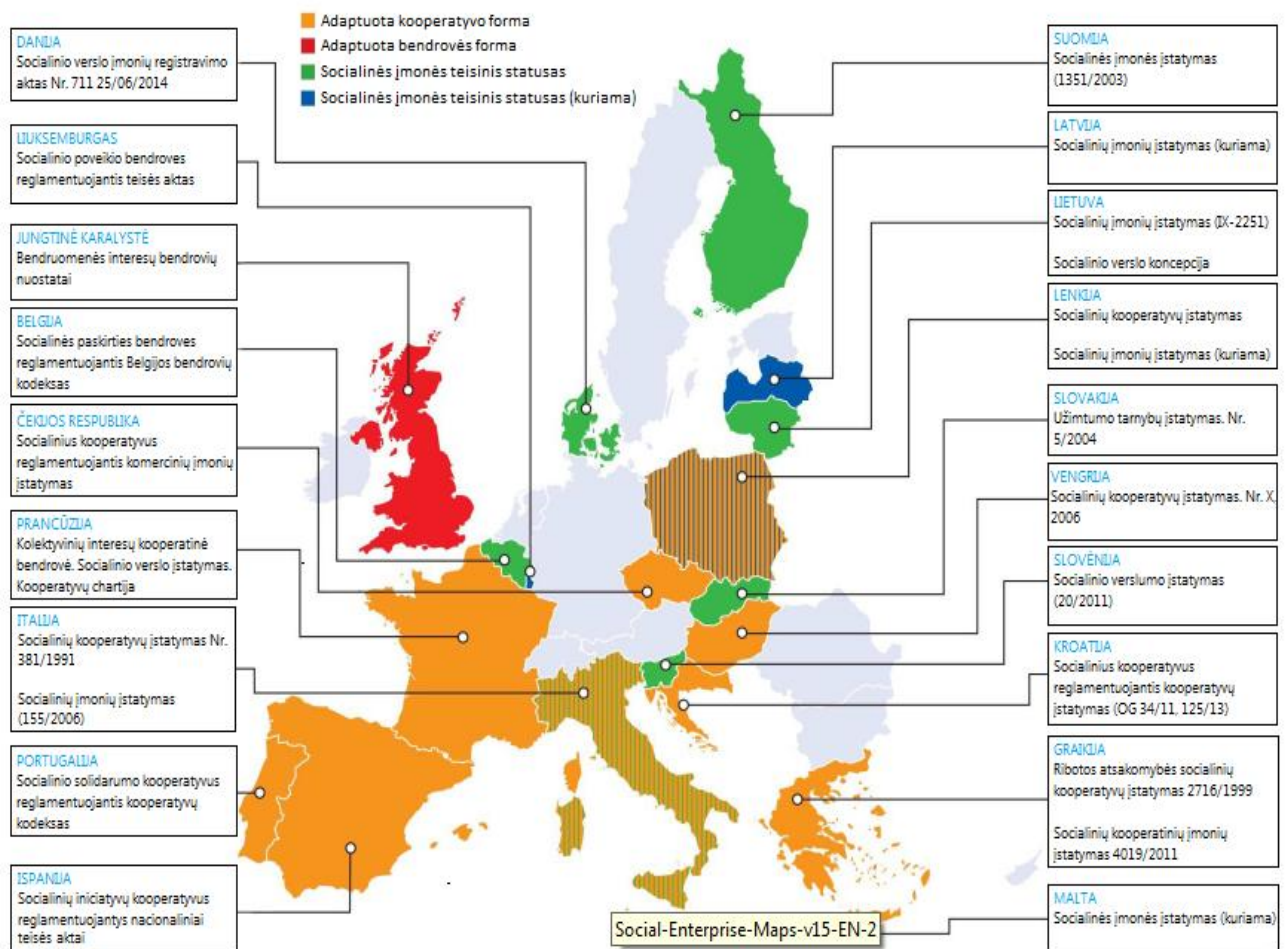 Adaptuota kooperatyvo forma
Adaptuota bendrovės forma
Socialinės įmonės teisinis statusas
Socialinės įmonės teisinis statusas (kuriama)
DANIJA
Socialinio verslo įmonių registravimo
aktas Nr. 711 25/06/2014
LIUKSEMBURGAS
Socialinio poveikio bendroves
reglamentuojantis teisės aktas
JUNGTINĖ KARALYSTĖ
Bendruomenės interesų bendrovių
nuostatai
BELGIJA
Socialinės paskirties bendroves
reglamentuojantis Belgijos bendrovių
kodeksas
ČEKIJOS RESPUBLIKA
Socialinius kooperatyvus
reglamentuojantis komercinių įmonių
įstatymas
PRANCŪZIJA
Kolektyvinių interesų kooperatinė
bendrovė. Socialinio verslo įstatymas.
Kooperatyvų chartija
ITALIJA
Socialinių kooperatyvų įstatymas Nr.
381/1991
Socialinių įmonių įstatymas
(155/2006)
PORTUGALIJA
Socialinio solidarumo kooperatyvus
reglamentuojantis kooperatyvų
kodeksas
ISPANIJA
Socialinių iniciatyvų kooperatyvus
reglamentuojantys nacionaliniai
teisės aktai
SUOMIJA
Socialinės įmonės įstatymas
(1351/2003)
LATVIJA
Socialinių įmonių įstatymas (kuriama)
LIETUVA
Socialinių įmonių įstatymas (IX-2251)
Socialinio verslo koncepcija
LENKIJA
Socialinių kooperatyvų įstatymas
Socialinių įmonių įstatymas (kuriama)
SLOVAKIJA
Užimtumo tarnybų įstatymas. Nr.
5/2004
VENGRIJA
Socialinių kooperatyvų įstatymas. Nr. X,
2006
SLOVĖNIJA
Socialinio verslumo įstatymas
(20/2011)
KROATIJA
Socialinius kooperatyvus
reglamentuojantis kooperatyvų
įstatymas (OG 34/11, 125/13)
GRAIKIJA
Ribotos atsakomybės socialinių
kooperatyvų įstatymas 2716/1999
Socialinių kooperatinių įmonių
įstatymas 4019/2011
MALTA
Socialinės įmonės įstatymas (kuriama)
Social-Enterprise-Maps-v15-EN-2